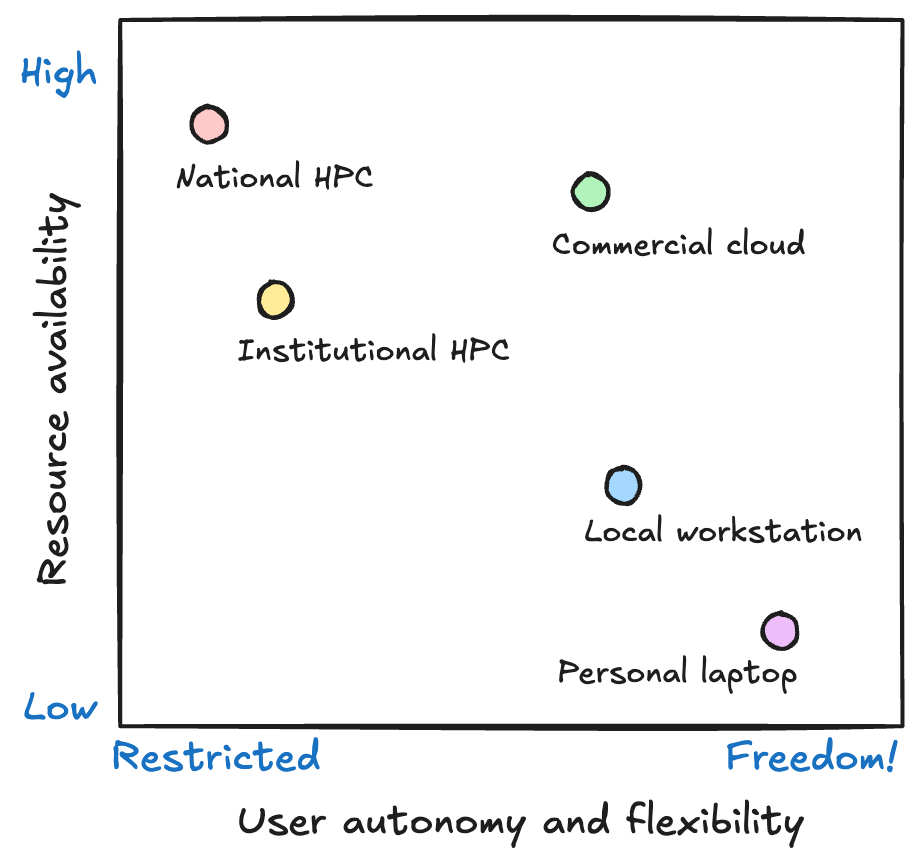 High
National HPC
Commercial cloud
Institutional HPC
Resource availability
Local workstation
Personal laptop
Low
Restricted
Freedom!
User autonomy and flexibility